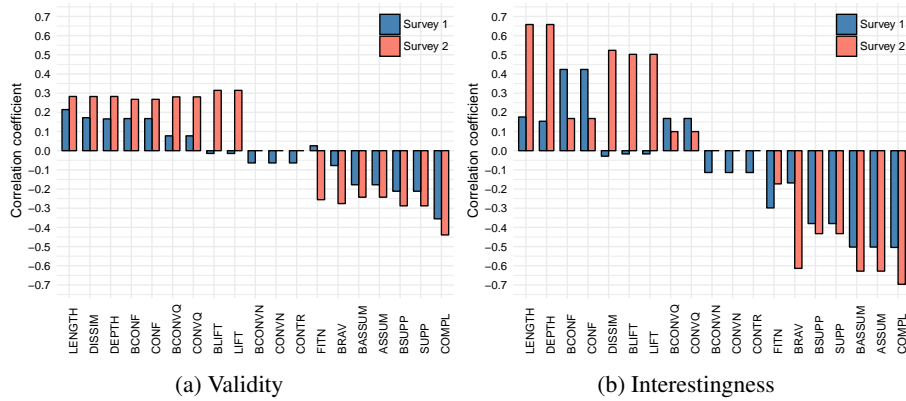 0.7
0.6
0.5
0.4
0.3
0.2
0.1
0.0
−0.1
−0.2
−0.3
−0.4
−0.5
−0.6
−0.7
Correlation coefficient
Survey 1
Survey 2
LENGTH
DISSIM
DEPTH
BCONF
CONF
BCONVQ
CONVQ
BLIFT
LIFT
BCONVN
CONVN
CONTR
FITN
BRAV
BASSUM
ASSUM
BSUPP
SUPP
COMPL
(a) Validity
0.7
0.6
0.5
0.4
0.3
0.2
0.1
0.0
−0.1
−0.2
−0.3
−0.4
−0.5
−0.6
−0.7
Correlation coefficient
Survey 1
Survey 2
LENGTH
DEPTH
BCONF
CONF
DISSIM
BLIFT
LIFT
BCONVQ
CONVQ
BCONVN
CONVN
CONTR
FITN
BRAV
BSUPP
SUPP
BASSUM
ASSUM
COMPL
(b) Interestingness